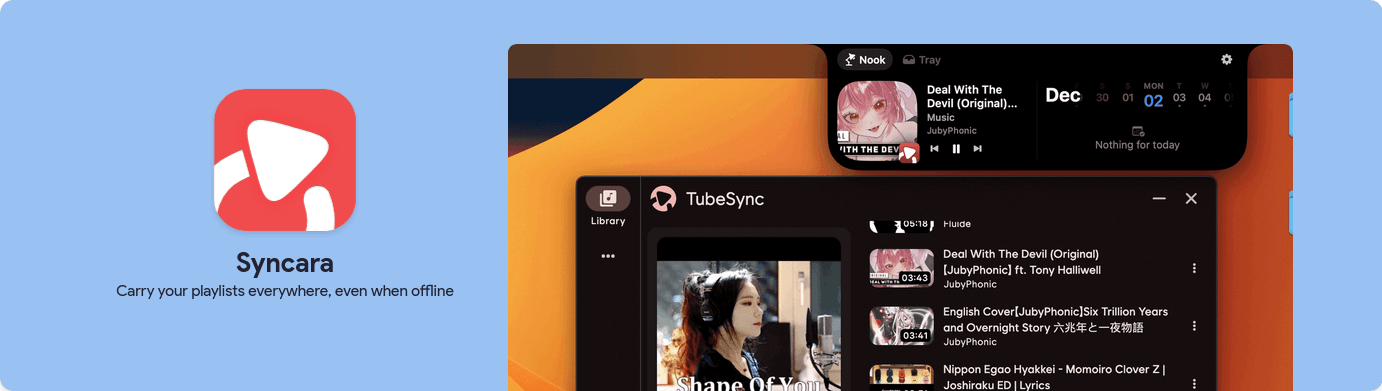 Syncara
Carry your playlists everywhere, even when offline
Nook
Tray
Deal With The
Devil (Original)...
Music
JubyPhonic
WITH THE DEV
Dec
S S MON T W
30 01 02 03 04
Nothing for today
TubeSync
Library
05:18
Fluide
Deal With The Devil (Original)
【JubyPhonic】 ft. Tony Halliwell
JubyPhonic
03:43
English Cover【JubyPhonic】Six Trillion Years
and Overnight Story 六兆年と一夜物語
JubyPhonic
03:41
Nippon Egao Hyakkei - Momoiro Clover Z |
Joshiraku ED | Lyrics
Shape Of You